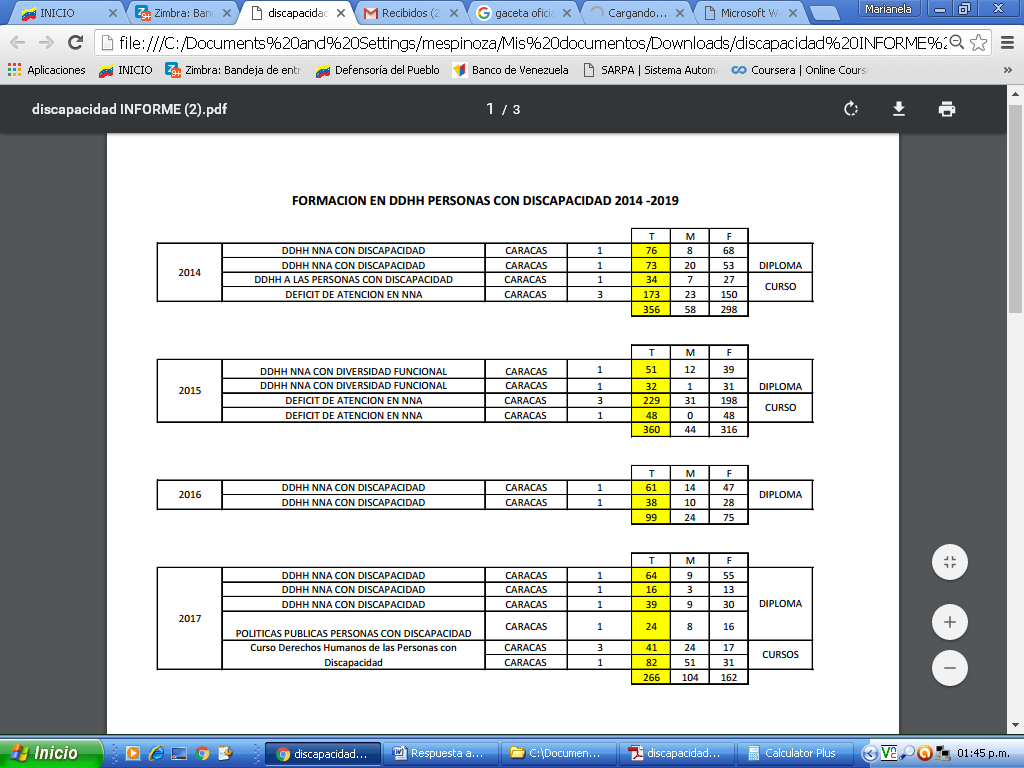 INICIO
Zimbra: Ban
discapacidad
Recibidos (2
gaceta ofici
Cargando...
Microsoft W
Marianela
file:///C:/Documents%20and%20Settings/mespinoza/Mis%20documentos/Downloads/discapacidad%20INFORME%2
Aplicaciones INICIO Zimbra: Bandeja de entr Defensoría del Pueblo Banco de Venezuela SARPA | Sistema Autom Coursera | Online Cours »
discapacidad INFORME (2).pdf 1 / 3
FORMACION EN DDHH PERSONAS CON DISCAPACIDAD 2014 -2019
T M F
2014
DDHH NNA CON DISCAPACIDAD CARACAS 1 76 8 68
DDHH NNA CON DISCAPACIDAD CARACAS 1 73 20 53 DIPLOMA
DDHH A LAS PERSONAS CON DISCAPACIDAD CARACAS 1 34 7 27
CURSO
DEFICIT DE ATENCION EN NNA CARACAS 3 173 23 150
356 58 298
T M F
2015
DDHH NNA CON DIVERSIDAD FUNCIONAL CARACAS 1 51 12 39
DDHH NNA CON DIVERSIDAD FUNCIONAL CARACAS 1 32 1 31 DIPLOMA
DEFICIT DE ATENCION EN NNA CARACAS 3 229 31 198
CURSO
DEFICIT DE ATENCION EN NNA CARACAS 1 48 0 48
360 44 316
T M F
2016
DDHH NNA CON DISCAPACIDAD CARACAS 1 61 14 47
DIPLOMA
DDHH NNA CON DISCAPACIDAD CARACAS 1 38 10 28
99 24 75
T M F
2017
DDHH NNA CON DISCAPACIDAD CARACAS 1 64 9 55
DDHH NNA CON DISCAPACIDAD CARACAS 1 16 3 13
DDHH NNA CON DISCAPACIDAD CARACAS 1 39 9 30
DIPLOMA
POLITICAS PUBLICAS PERSONAS CON DISCAPACIDAD CARACAS 1 24 8 16
Curso Derechos Humanos de las Personas con CARACAS 3 41 24 17
CURSOS
Discapacidad CARACAS 1 82 51 31
266 104 162
Inicio
discapacidad...
Respuesta a...
C:\Documen...
discapacidad...
Calculator Plus
01:45 p.m.